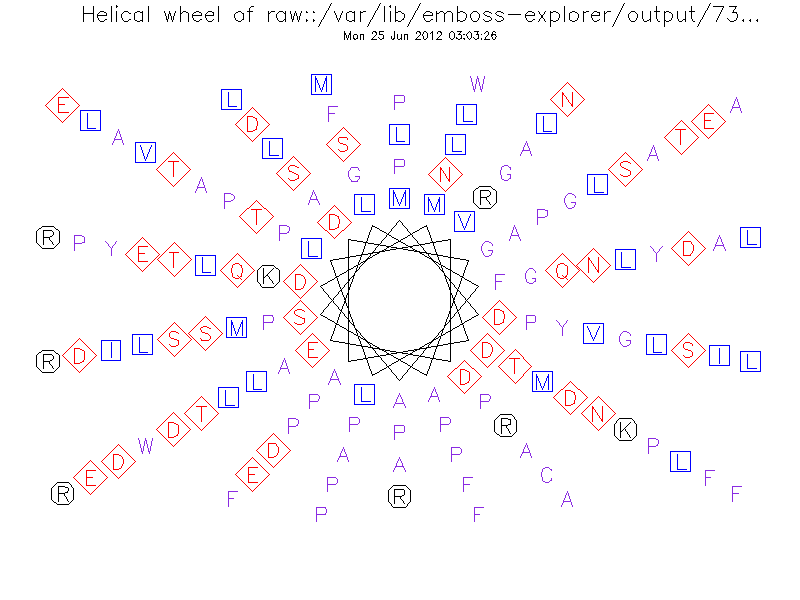 Helical wheel of raw::/var/lib/emboss-explorer/output/73...
Mon 25 Jun 2012 03:03:26
M W
E L P N A
L D F L L E
A S L L T
V L A A
T S G P N G S
A L
P A L M M R G
T D V P
R P Y P A A L
E T L L G L Y D
Q K D F G Q N
P S D P
S S M Y V G
D I L E D L S I
R A T L
L A D M
L P L A A P D
T N
D P P P P R K
W D A P A P
D A L
E E P F C F
R F R A F
P F